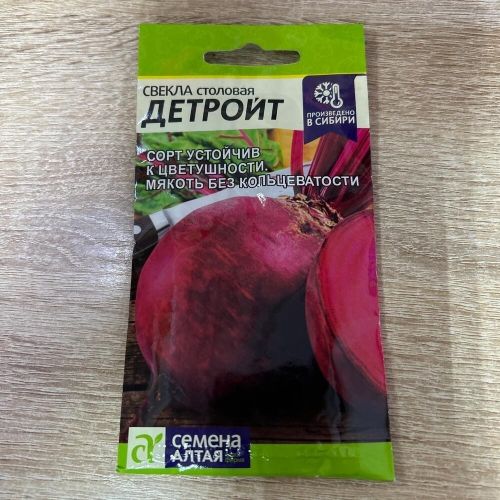 СВЕКЛА столовая
ДЕТРОЙТ
ПРОИЗВЕДЕНО
В СИБИРИ
СОРТ УСТОЙЧИВ
К ЦВЕТУШНОСТИ.
МЯКОТЬ БЕЗ КОЛЬЦЕВАТОСТИ
семена
АЛТАЯ